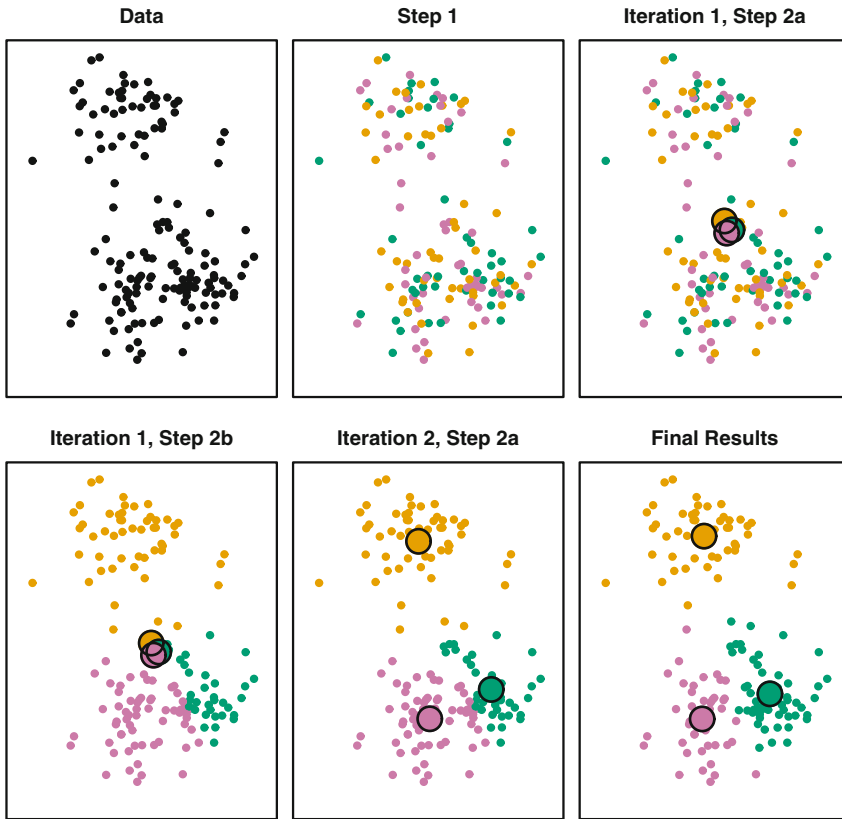 Data
Step 1
Iteration 1, Step 2a
Iteration 1, Step 2b
Iteration 2, Step 2a
Final Results